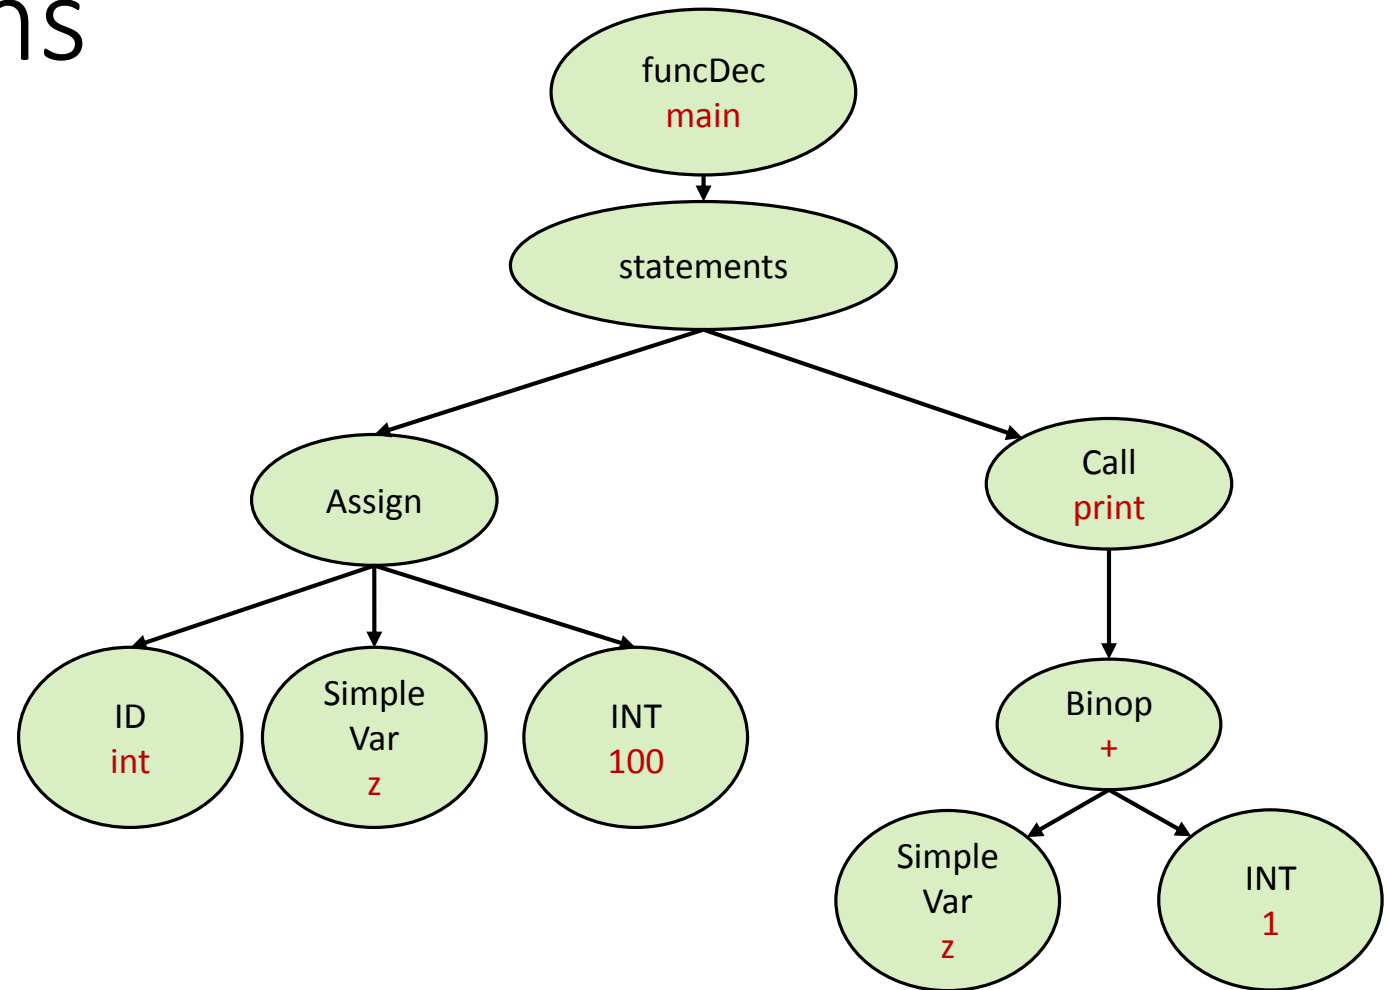 ns
funcDec
main
statements
Assign
Call
print
ID
int
Simple
Var
z
INT
100
Binop
+
Simple
Var
z
INT
1